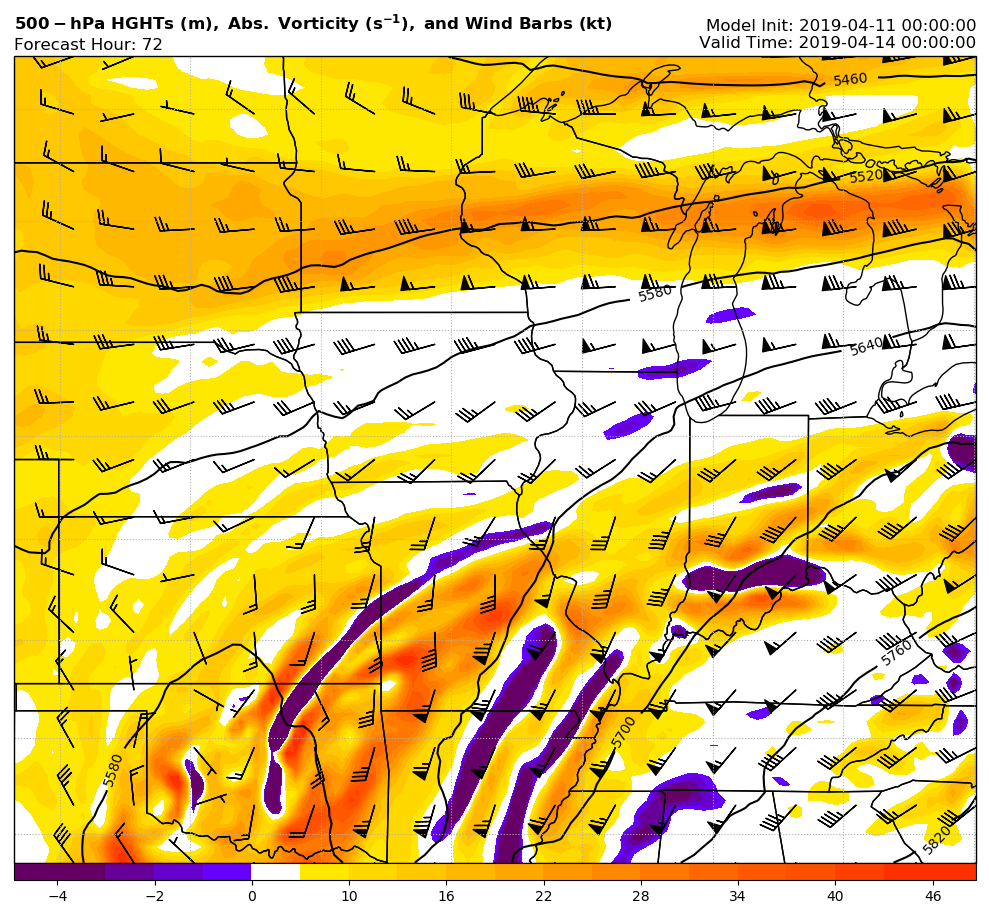 500 − hPa HGHTs (m), Abs. Vorticity (s⁻¹), and Wind Barbs (kt)
Model Init: 2019-04-11 00:00:00
Forecast Hour: 72
Valid Time: 2019-04-14 00:00:00
5460
5520
5580
5640
5760
5700
5580
5820
−4 −2 0 10 16 22 28 34 40 46